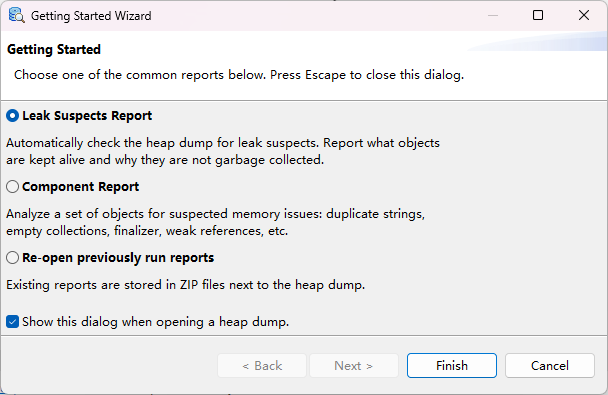 Getting Started Wizard
Getting Started
Choose one of the common reports below. Press Escape to close this dialog.
Leak Suspects Report
Automatically check the heap dump for leak suspects. Report what objects
are kept alive and why they are not garbage collected.
Component Report
Analyze a set of objects for suspected memory issues: duplicate strings,
empty collections, finalizer, weak references, etc.
Re-open previously run reports
Existing reports are stored in ZIP files next to the heap dump.
Show this dialog when opening a heap dump.
< Back Next > Finish Cancel